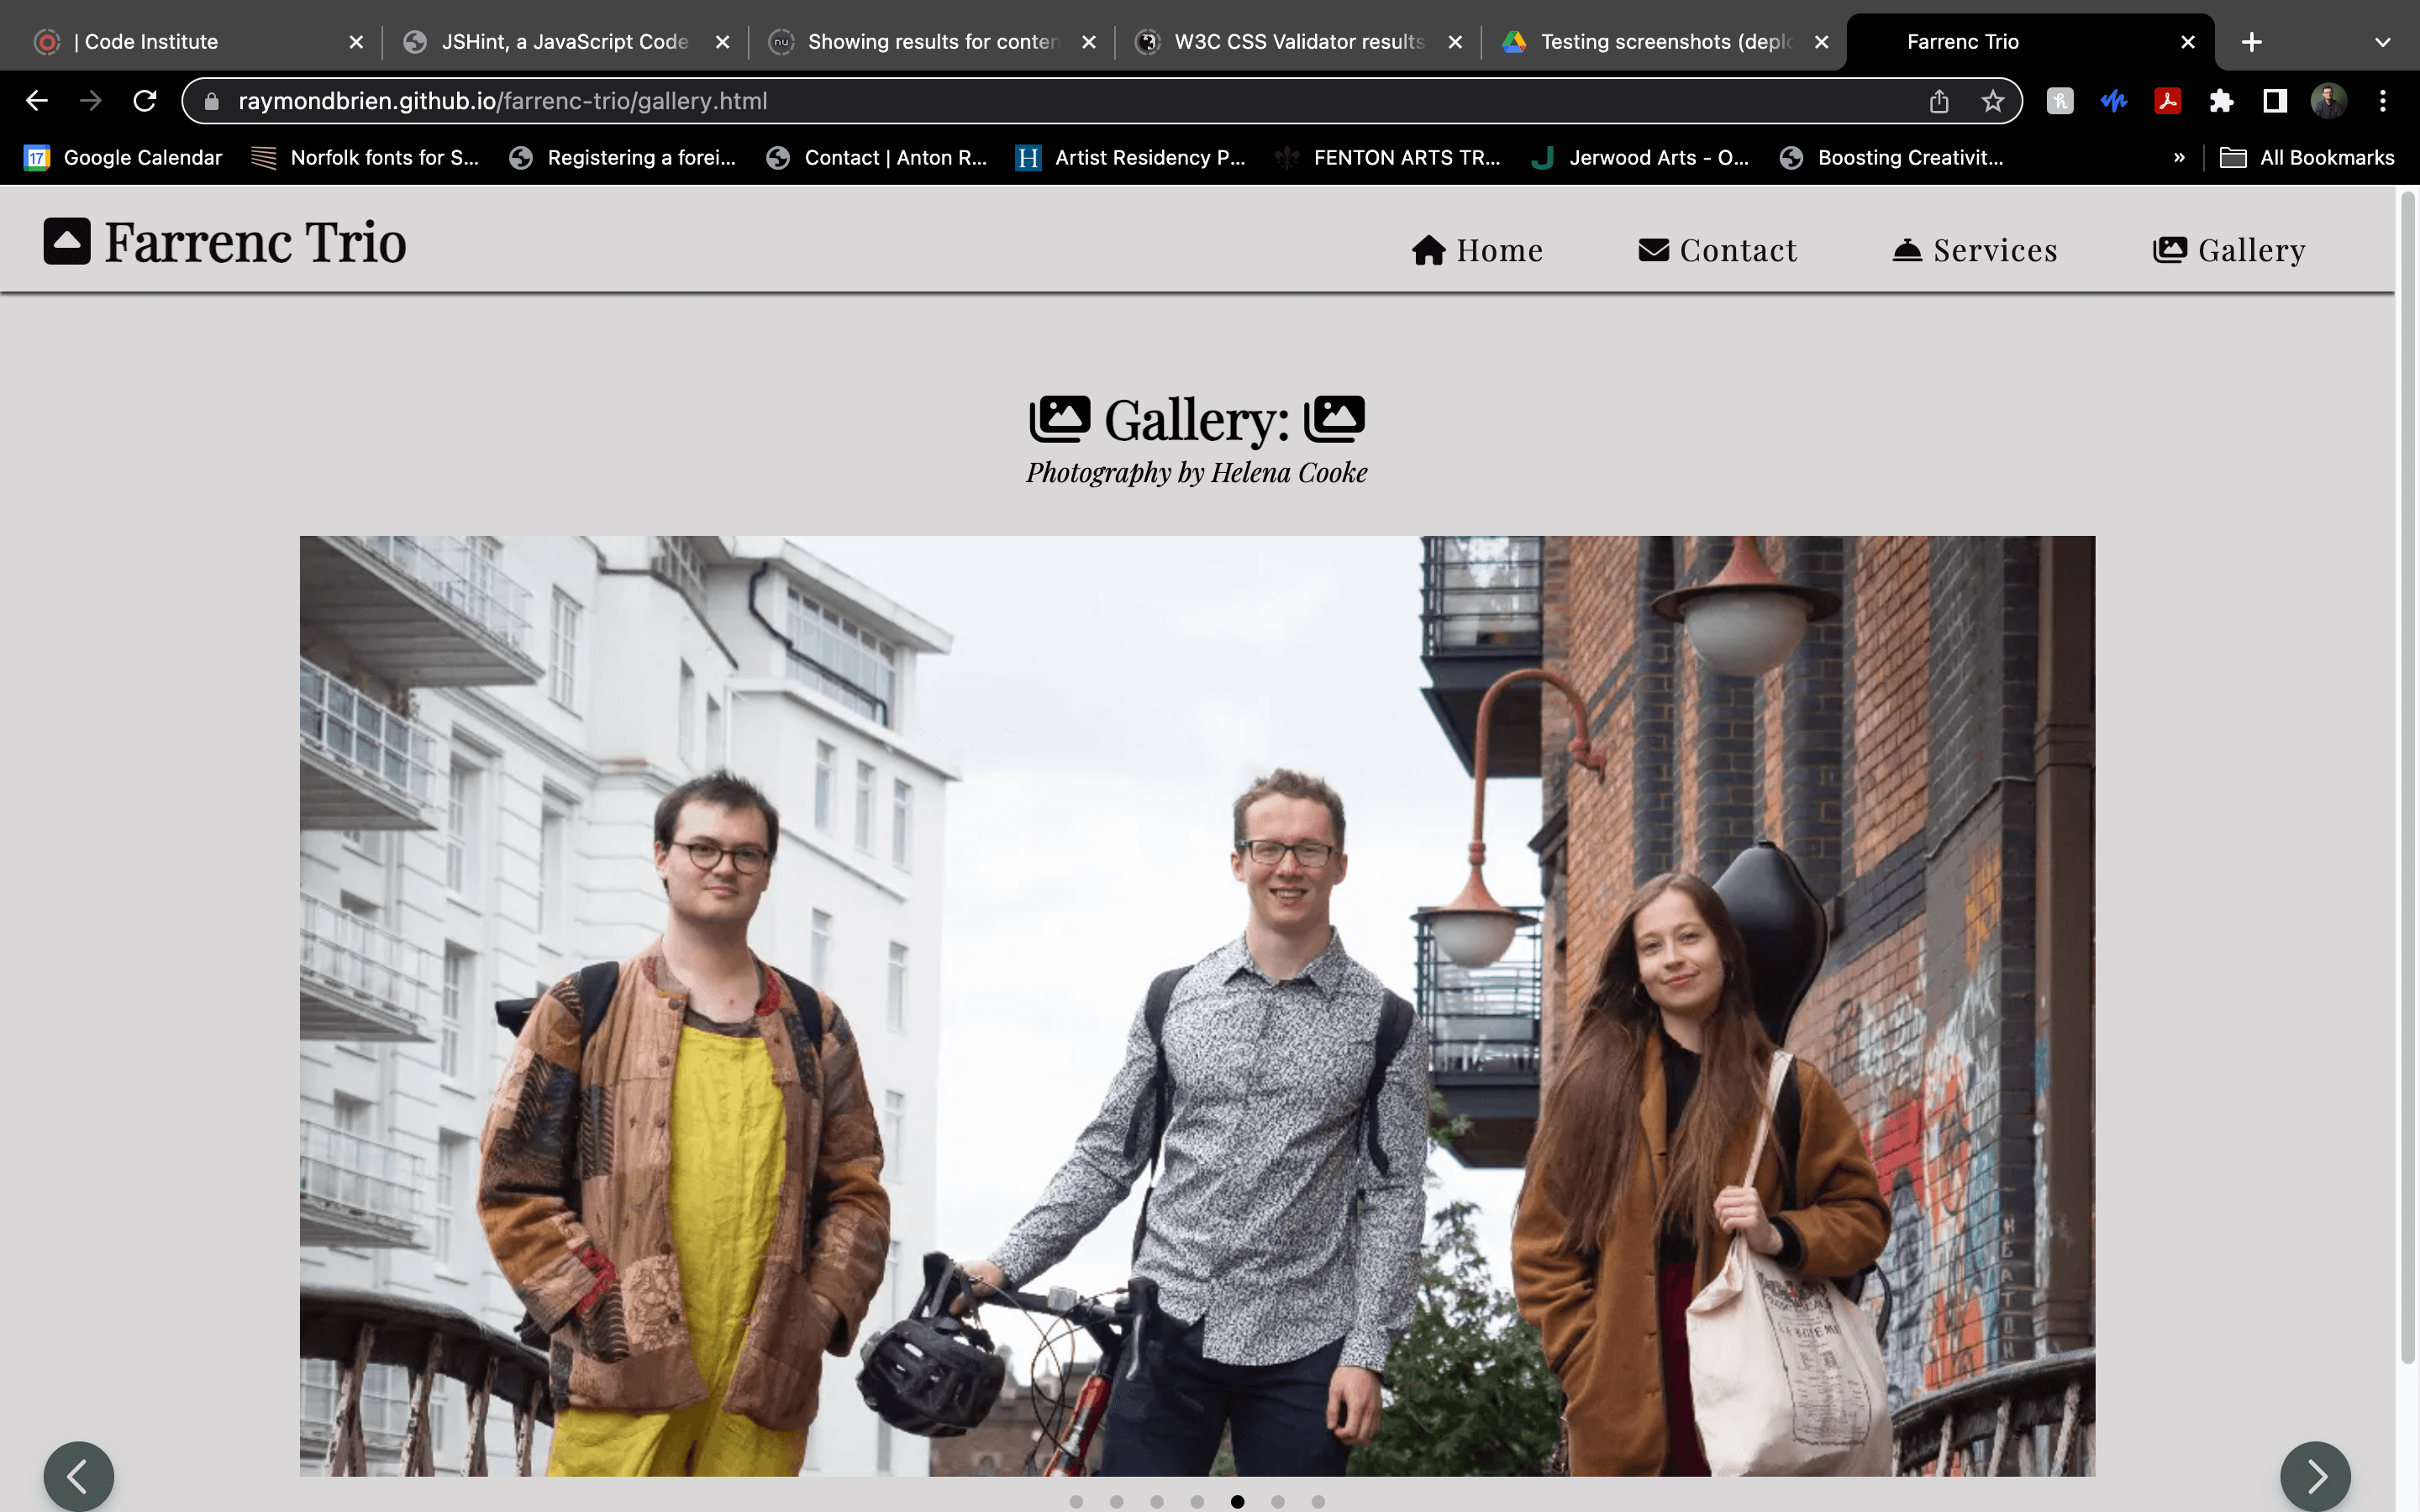 | Code Institute
JSHint, a JavaScript Code
Showing results for conten
W3C CSS Validator results
Testing screenshots (deplo
Farrenc Trio
raymondbrien.github.io/farrenc-trio/gallery.html
17 Google Calendar
Norfolk fonts for S...
Registering a forei...
Contact | Anton R...
H Artist Residency P...
FENTON ARTS TR...
Jerwood Arts - O...
Boosting Creativit...
»
All Bookmarks
Farrenc Trio
Home
Contact
Services
Gallery
Gallery:
Photography by Helena Cooke